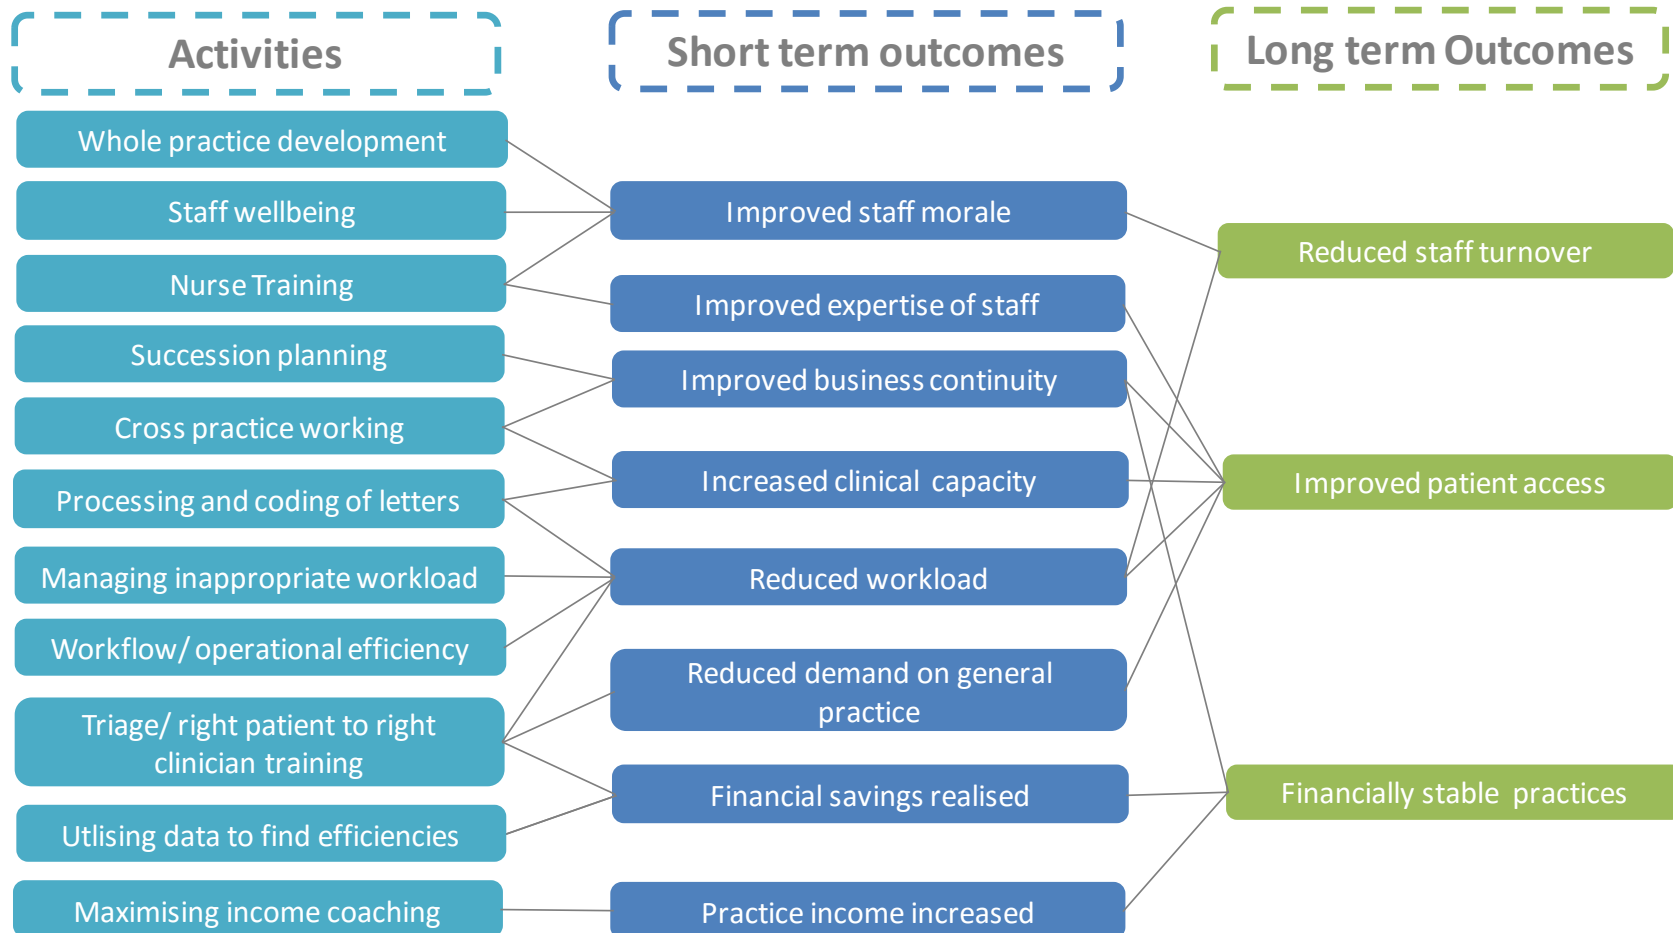 Activities
Short term outcomes
Long term Outcomes
Whole practice development
Staff wellbeing
Nurse Training
Succession planning
Cross practice working
Processing and coding of letters
Managing inappropriate workload
Workflow/ operational efficiency
Triage/ right patient to right
clinician training
Utlising data to find efficiencies
Maximising income coaching
Improved staff morale
Improved expertise of staff
Improved business continuity
Increased clinical capacity
Reduced workload
Reduced demand on general
practice
Financial savings realised
Practice income increased
Reduced staff turnover
Improved patient access
Financially stable practices